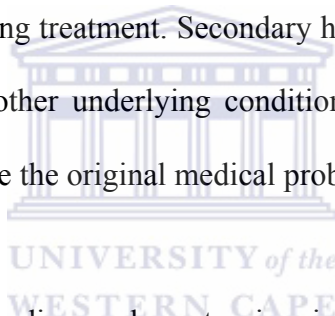 ng treatment. Secondary h
other underlying condition
e the original medical prob
UNIVERSITY of the
WESTERN CAPE